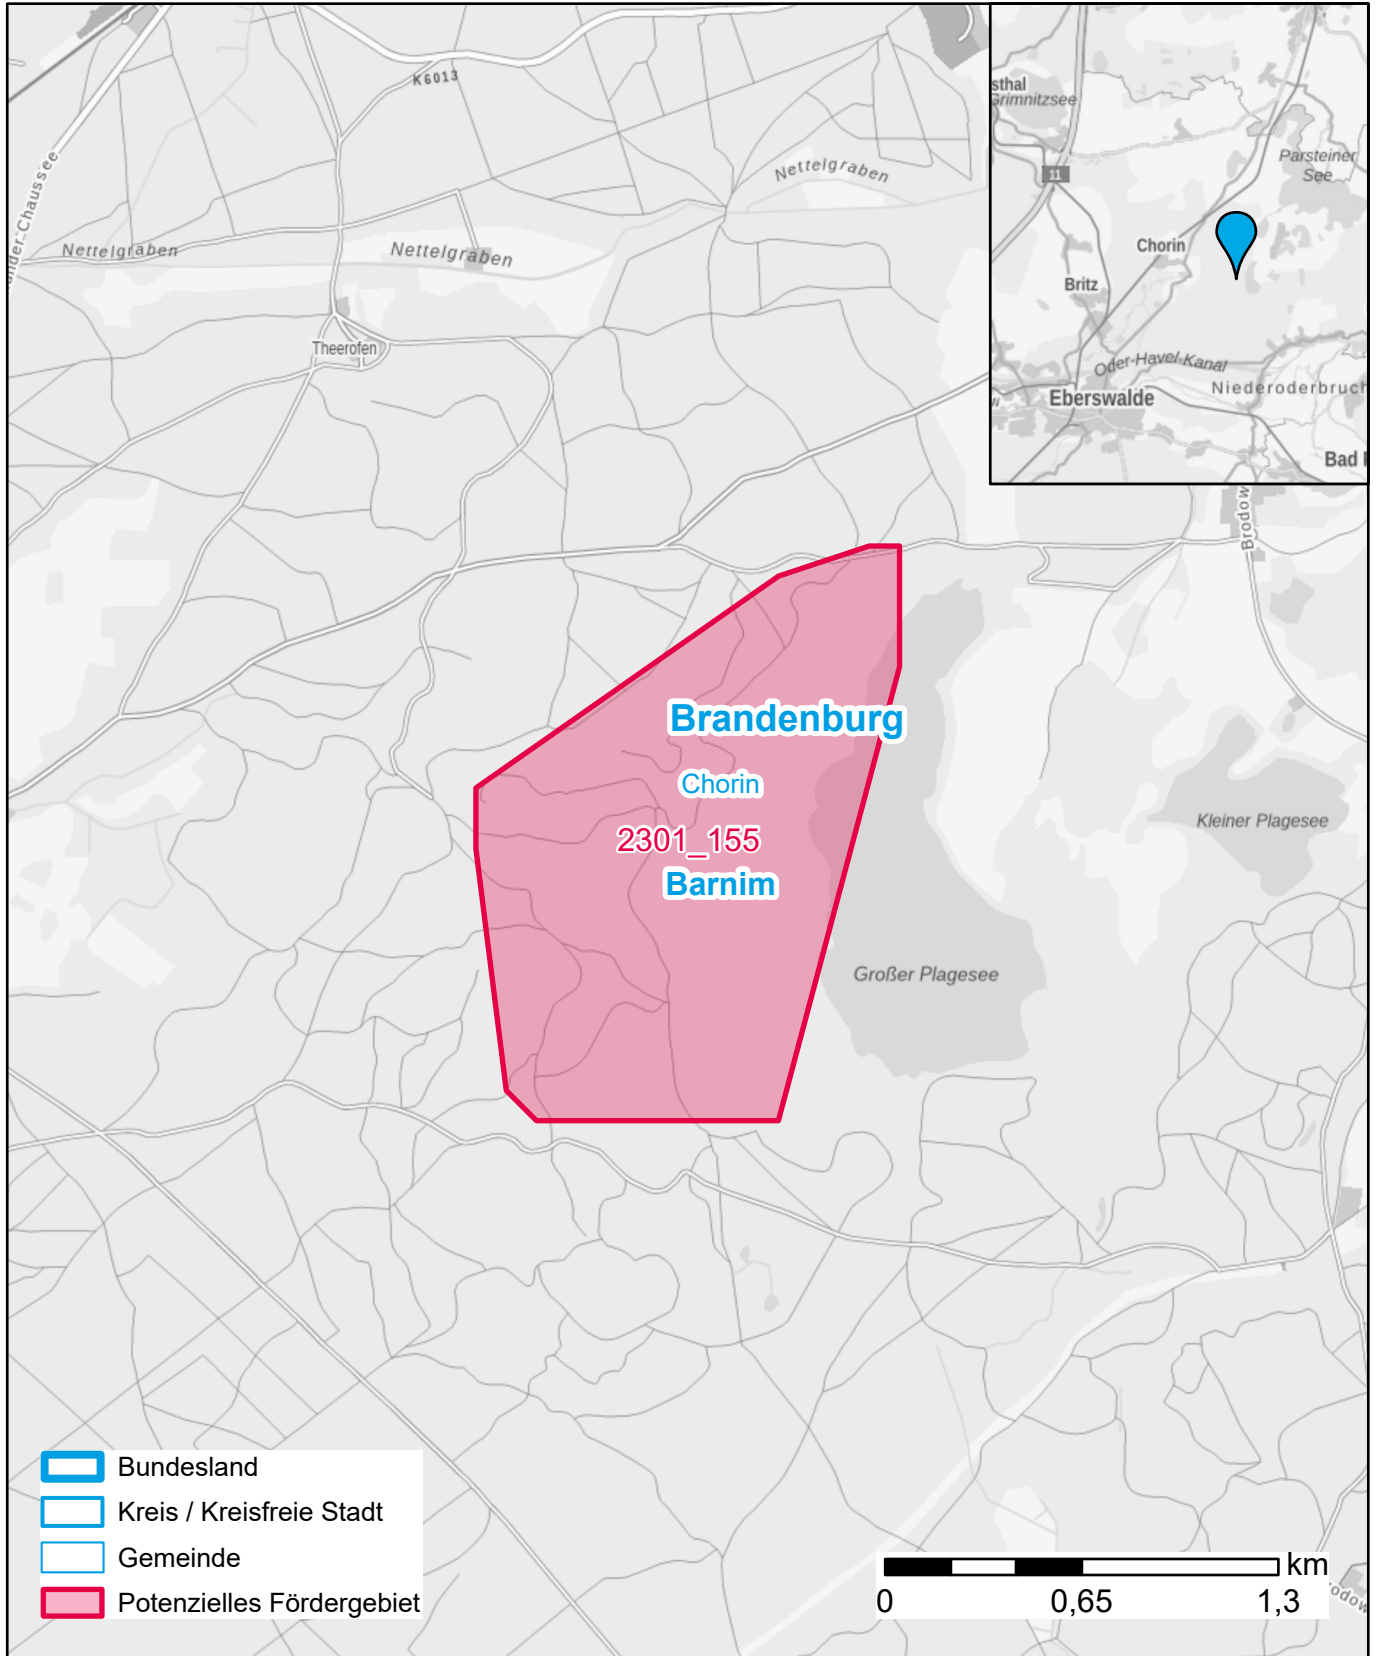 K6013
Nettelgraben
Nettelgraben
Nettelgraben
Theerofen
Grimnitzsee
Parsteiner
See
11
Chorin
Britz
Oder-Havel-Kanal
Niederoderbruch
Eberswalde
Bad
Brodow
Brandenburg
Chorin
2301_155
Barnim
Kleiner Plagesee
Großer Plagesee
Bundesland
Kreis / Kreisfreie Stadt
Gemeinde
Potenzielles Fördergebiet
km
0 0,65 1,3